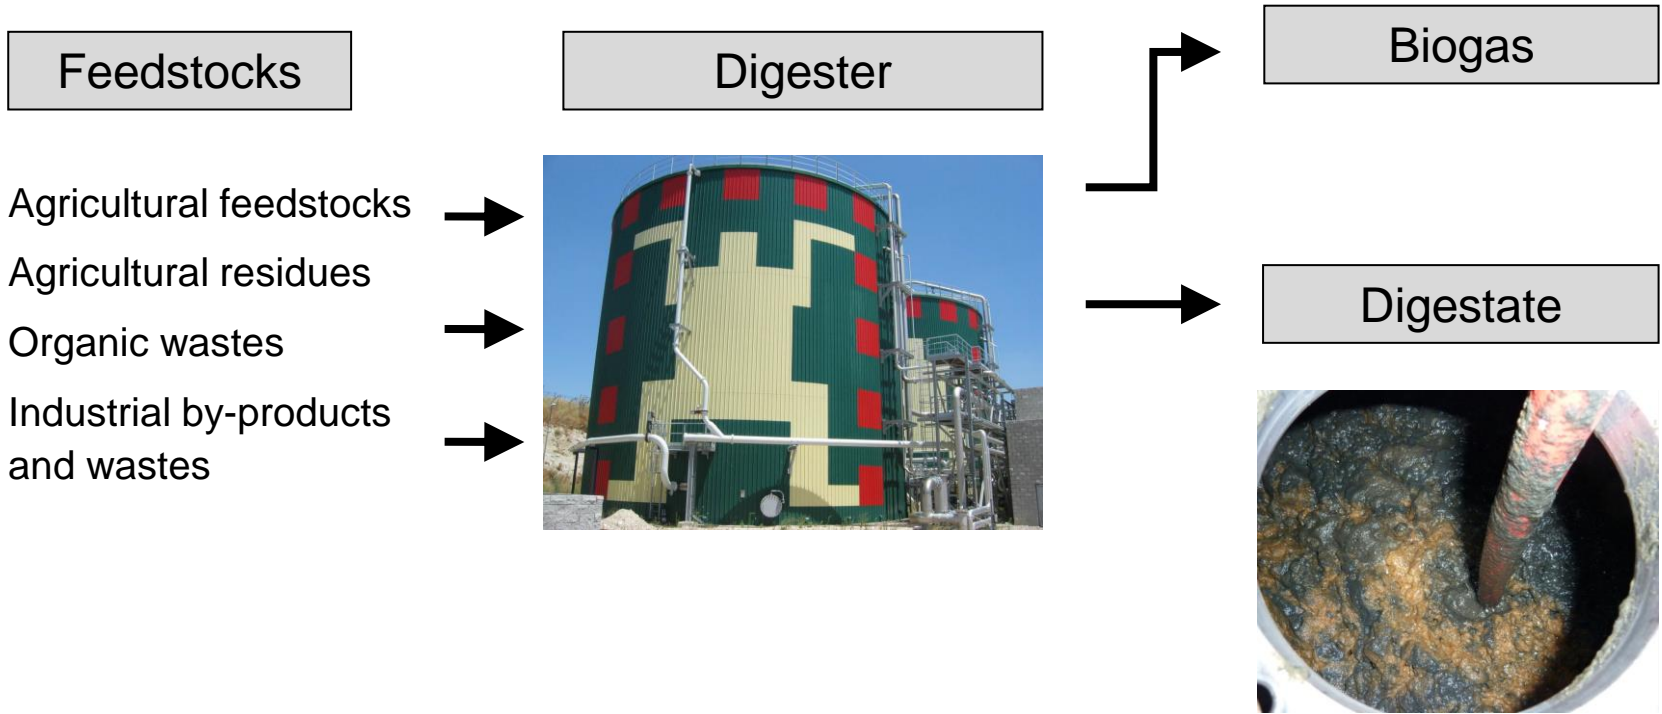 Feedstocks
Digester
Biogas
Agricultural feedstocks
Agricultural residues
Organic wastes
Industrial by-products
and wastes
Digestate